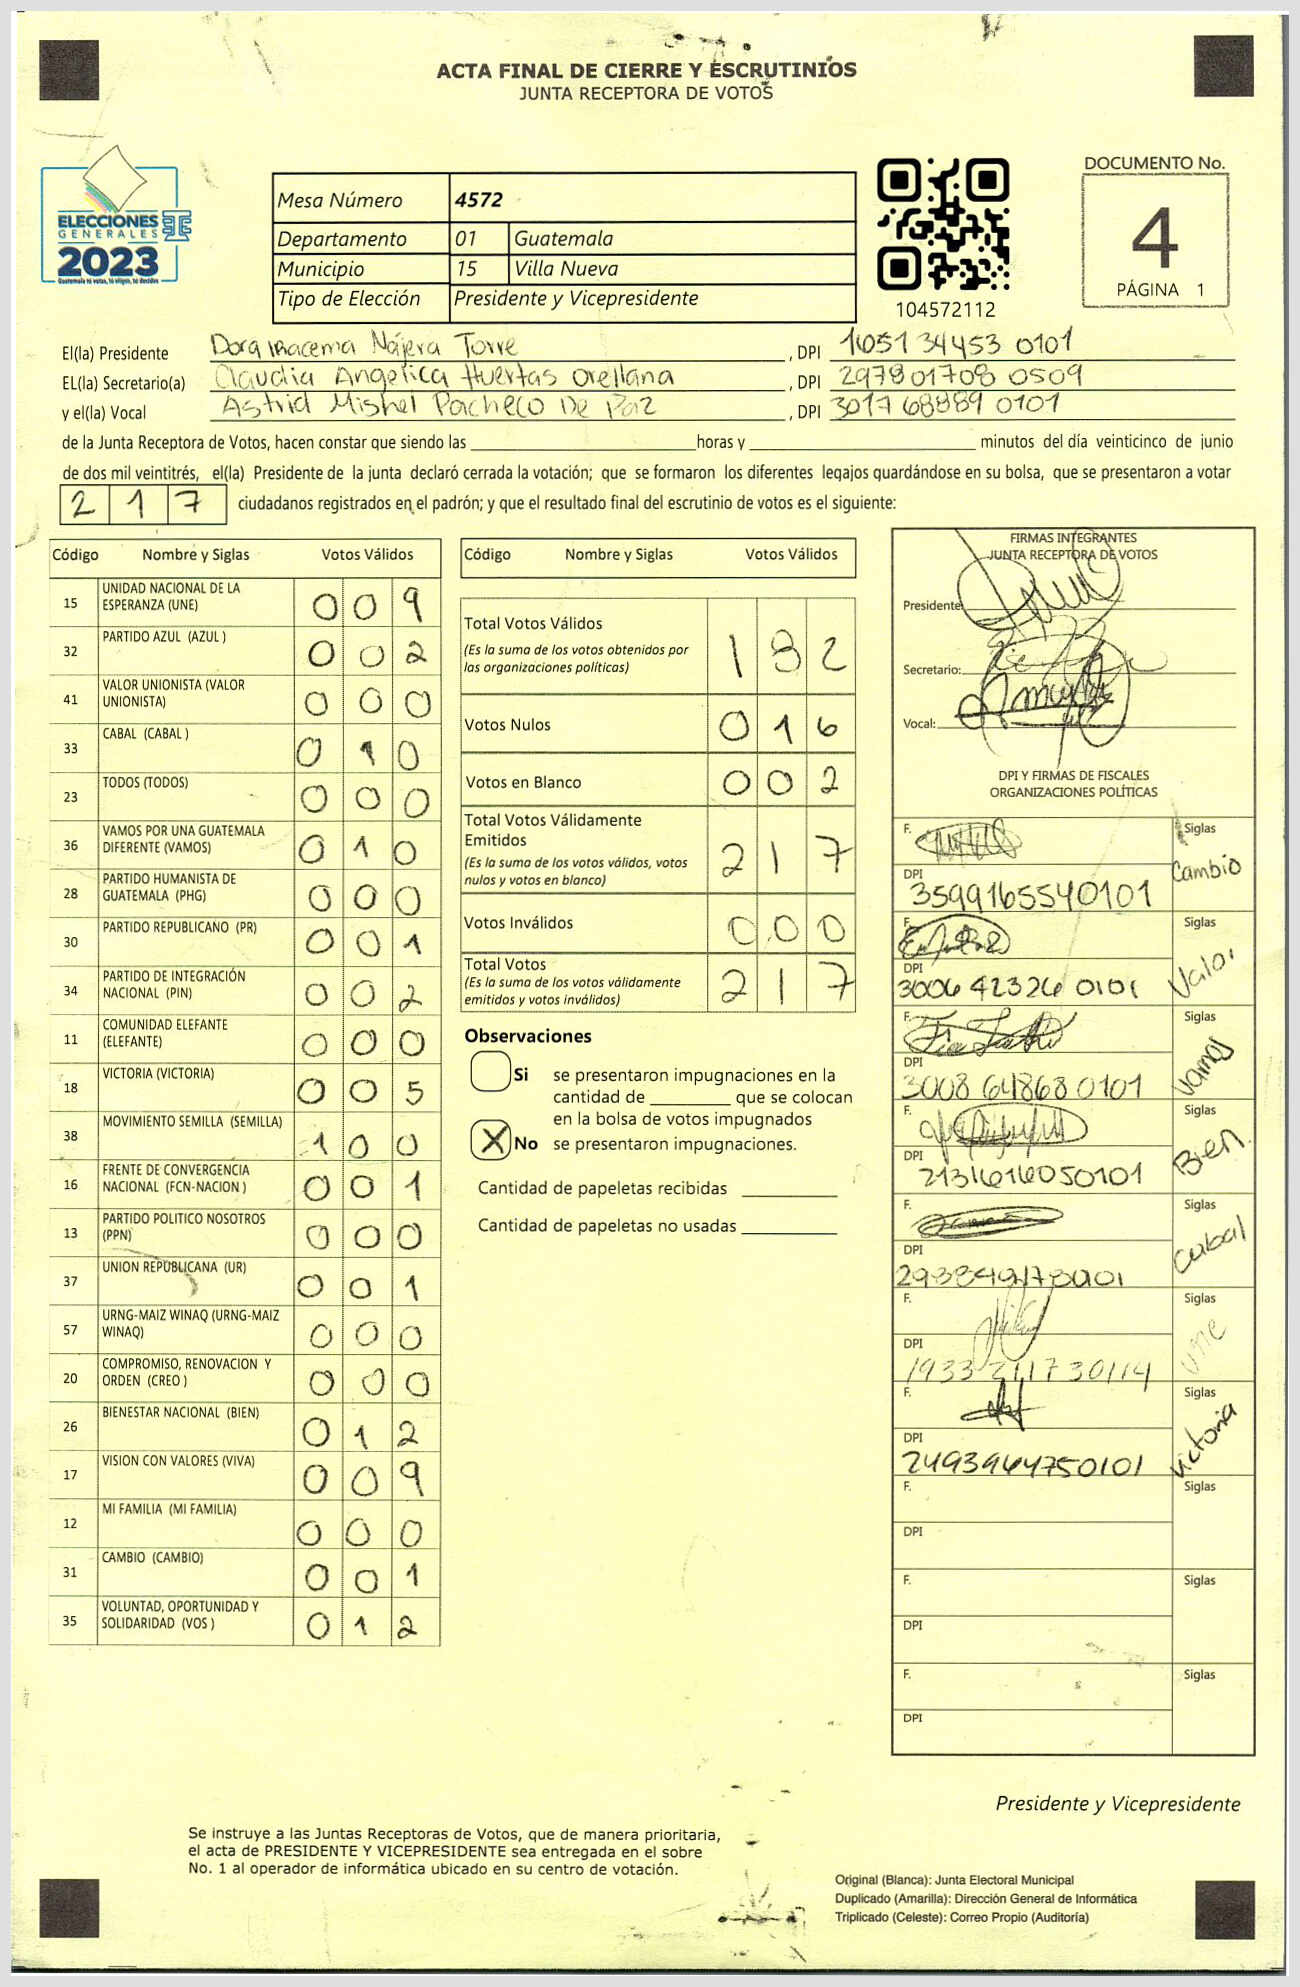 ACTA FINAL DE CIERRE Y ESCRUTINIOS
JUNTA RECEPTORA DE VOTOS
ELECCIONES
GENERALES
2023
Guatemala tú votas, tú eliges, tú decides
Mesa Número 4572
Departamento 01 Guatemala
Municipio 15 Villa Nueva
Tipo de Elección Presidente y Vicepresidente
104572112
DOCUMENTO No.
4
PÁGINA 1
El(la) Presidente Dora Iracema Nájera Torre , DPI 1651 34453 0101
EL(la) Secretario(a) Claudia Angelica Huertas Orellana , DPI 2978 01708 0509
y el(la) Vocal Astrid Mishel Pacheco De Paz , DPI 3017 68889 0101
de la Junta Receptora de Votos, hacen constar que siendo las horas y minutos del día veinticinco de junio
de dos mil veintitrés, el(la) Presidente de la junta declaró cerrada la votación; que se formaron los diferentes legajos quardándose en su bolsa, que se presentaron a votar
2 1 7 ciudadanos registrados en el padrón; y que el resultado final del escrutinio de votos es el siguiente:
Código Nombre y Siglas Votos Válidos
15 UNIDAD NACIONAL DE LA ESPERANZA (UNE) 0 0 9
32 PARTIDO AZUL (AZUL ) 0 0 2
41 VALOR UNIONISTA (VALOR UNIONISTA) 0 0 0
33 CABAL (CABAL ) 0 1 0
23 TODOS (TODOS) 0 0 0
36 VAMOS POR UNA GUATEMALA DIFERENTE (VAMOS) 0 1 0
28 PARTIDO HUMANISTA DE GUATEMALA (PHG) 0 0 0
30 PARTIDO REPUBLICANO (PR) 0 0 1
34 PARTIDO DE INTEGRACIÓN NACIONAL (PIN) 0 0 2
11 COMUNIDAD ELEFANTE (ELEFANTE) 0 0 0
18 VICTORIA (VICTORIA) 0 0 5
38 MOVIMIENTO SEMILLA (SEMILLA) 1 0 0
16 FRENTE DE CONVERGENCIA NACIONAL (FCN-NACION ) 0 0 1
13 PARTIDO POLITICO NOSOTROS (PPN) 0 0 0
37 UNION REPUBLICANA (UR) 0 0 1
57 URNG-MAIZ WINAQ (URNG-MAIZ WINAQ) 0 0 0
20 COMPROMISO, RENOVACION Y ORDEN (CREO ) 0 0 0
26 BIENESTAR NACIONAL (BIEN) 0 1 2
17 VISION CON VALORES (VIVA) 0 0 9
12 MI FAMILIA (MI FAMILIA) 0 0 0
31 CAMBIO (CAMBIO) 0 0 1
35 VOLUNTAD, OPORTUNIDAD Y SOLIDARIDAD (VOS ) 0 1 2
Código Nombre y Siglas Votos Válidos
Total Votos Válidos
(Es la suma de los votos obtenidos por
las organizaciones políticas)
1 2
Votos Nulos 0 1 6
Votos en Blanco 0 0 2
Total Votos Válidamente
Emitidos
(Es la suma de los votos válidos, votos
nulos y votos en blanco)
2 1 7
Votos Inválidos 0 0 0
Total Votos
(Es la suma de los votos válidamente
emitidos y votos inválidos)
2 1 7
Observaciones
Si se presentaron impugnaciones en la
cantidad de que se colocan
en la bolsa de votos impugnados
X No se presentaron impugnaciones.
Cantidad de papeletas recibidas
Cantidad de papeletas no usadas
FIRMAS INTEGRANTES
JUNTA RECEPTORA DE VOTOS
Presidente:
Secretario:
Vocal:
DPI Y FIRMAS DE FISCALES
ORGANIZACIONES POLÍTICAS
F. Siglas Cambio
DPI 3599165540101
F. Siglas Valor
DPI 3006 42326 0101
F. Siglas Vamos
DPI 3008 64868 0101
F. Siglas Bien
DPI 2131616050101
F. Siglas Cabal
DPI
F. Siglas une
DPI
F. Siglas Victoria
DPI 2493964750101
F. Siglas
DPI
F. Siglas
DPI
F. Siglas
DPI
Presidente y Vicepresidente
Se instruye a las Juntas Receptoras de Votos, que de manera prioritaria,
el acta de PRESIDENTE Y VICEPRESIDENTE sea entregada en el sobre
No. 1 al operador de informática ubicado en su centro de votación.
Original (Blanca): Junta Electoral Municipal
Duplicado (Amarilla): Dirección General de Informática
Triplicado (Celeste): Correo Propio (Auditoría)